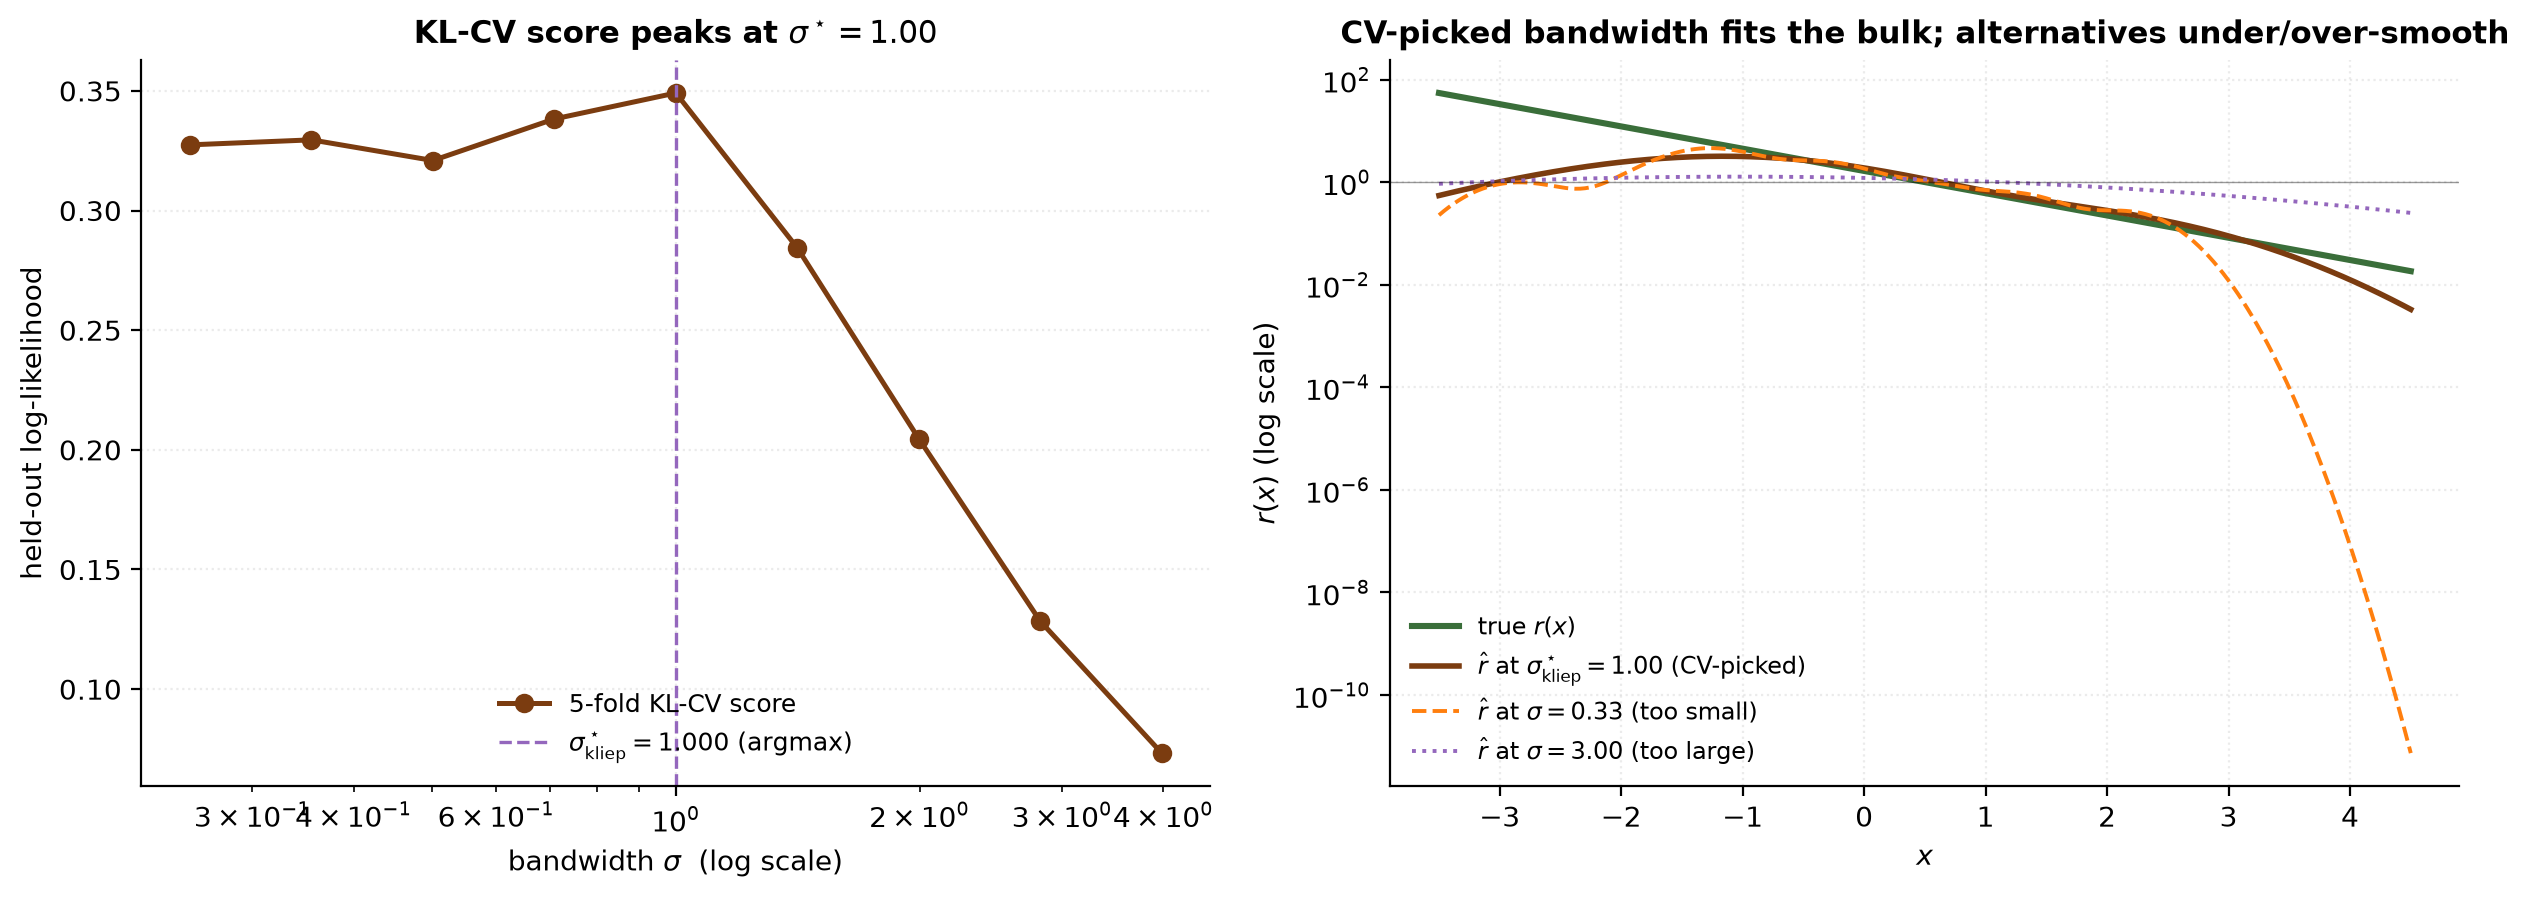 KL-CV score peaks at σ⋆ = 1.00
held-out log-likelihood
0.35
0.30
0.25
0.20
0.15
0.10
5-fold KL-CV score
σ⋆kliep = 1.000 (argmax)
3 × 10⁻¹ 4 × 10⁻¹ 6 × 10⁻¹ 10⁰ 2 × 10⁰ 3 × 10⁰ 4 × 10⁰
bandwidth σ (log scale)
CV-picked bandwidth fits the bulk; alternatives under/over-smooth
r(x) (log scale)
10²
10⁰
10⁻²
10⁻⁴
10⁻⁶
10⁻⁸
10⁻¹⁰
true r(x)
r̂ at σ⋆kliep = 1.00 (CV-picked)
r̂ at σ = 0.33 (too small)
r̂ at σ = 3.00 (too large)
−3 −2 −1 0 1 2 3 4
x